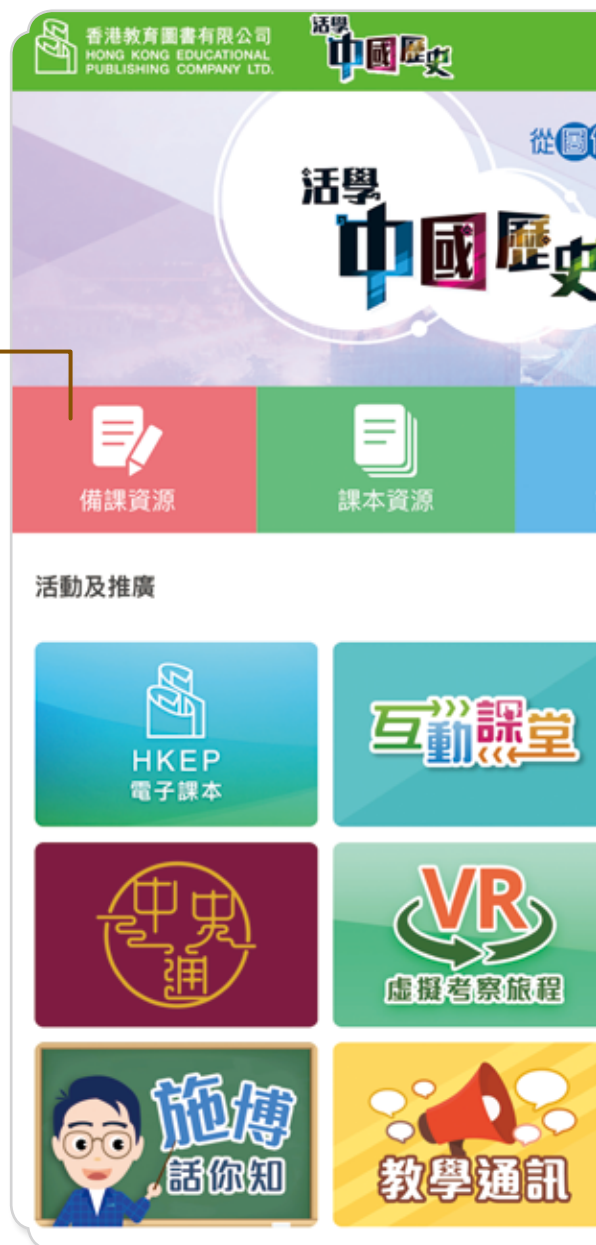 香港教育圖書有限公司
HONG KONG EDUCATIONAL
PUBLISHING COMPANY LTD.
活學
中國歷史
從圖
活學
中國歷史
備課資源
課本資源
活動及推廣
HKEP
電子課本
互動課堂
中史通
VR
虛擬考察旅程
施博
話你知
教學通訊